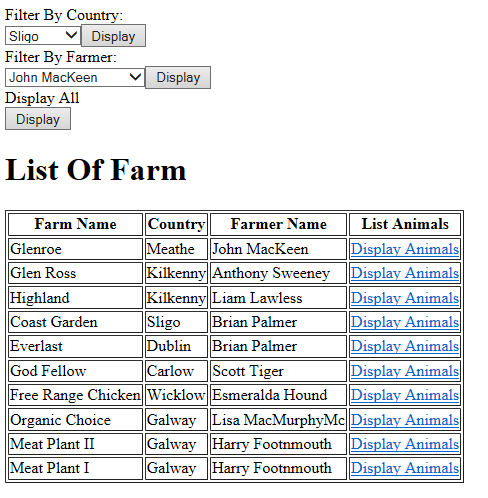 Filter By Country:
Sligo Display
Filter By Farmer:
John MacKeen Display
Display All
Display
List Of Farm
Farm Name Country Farmer Name List Animals
Glenroe Meathe John MacKeen Display Animals
Glen Ross Kilkenny Anthony Sweeney Display Animals
Highland Kilkenny Liam Lawless Display Animals
Coast Garden Sligo Brian Palmer Display Animals
Everlast Dublin Brian Palmer Display Animals
God Fellow Carlow Scott Tiger Display Animals
Free Range Chicken Wicklow Esmeralda Hound Display Animals
Organic Choice Galway Lisa MacMurphyMc Display Animals
Meat Plant II Galway Harry Footnmouth Display Animals
Meat Plant I Galway Harry Footnmouth Display Animals